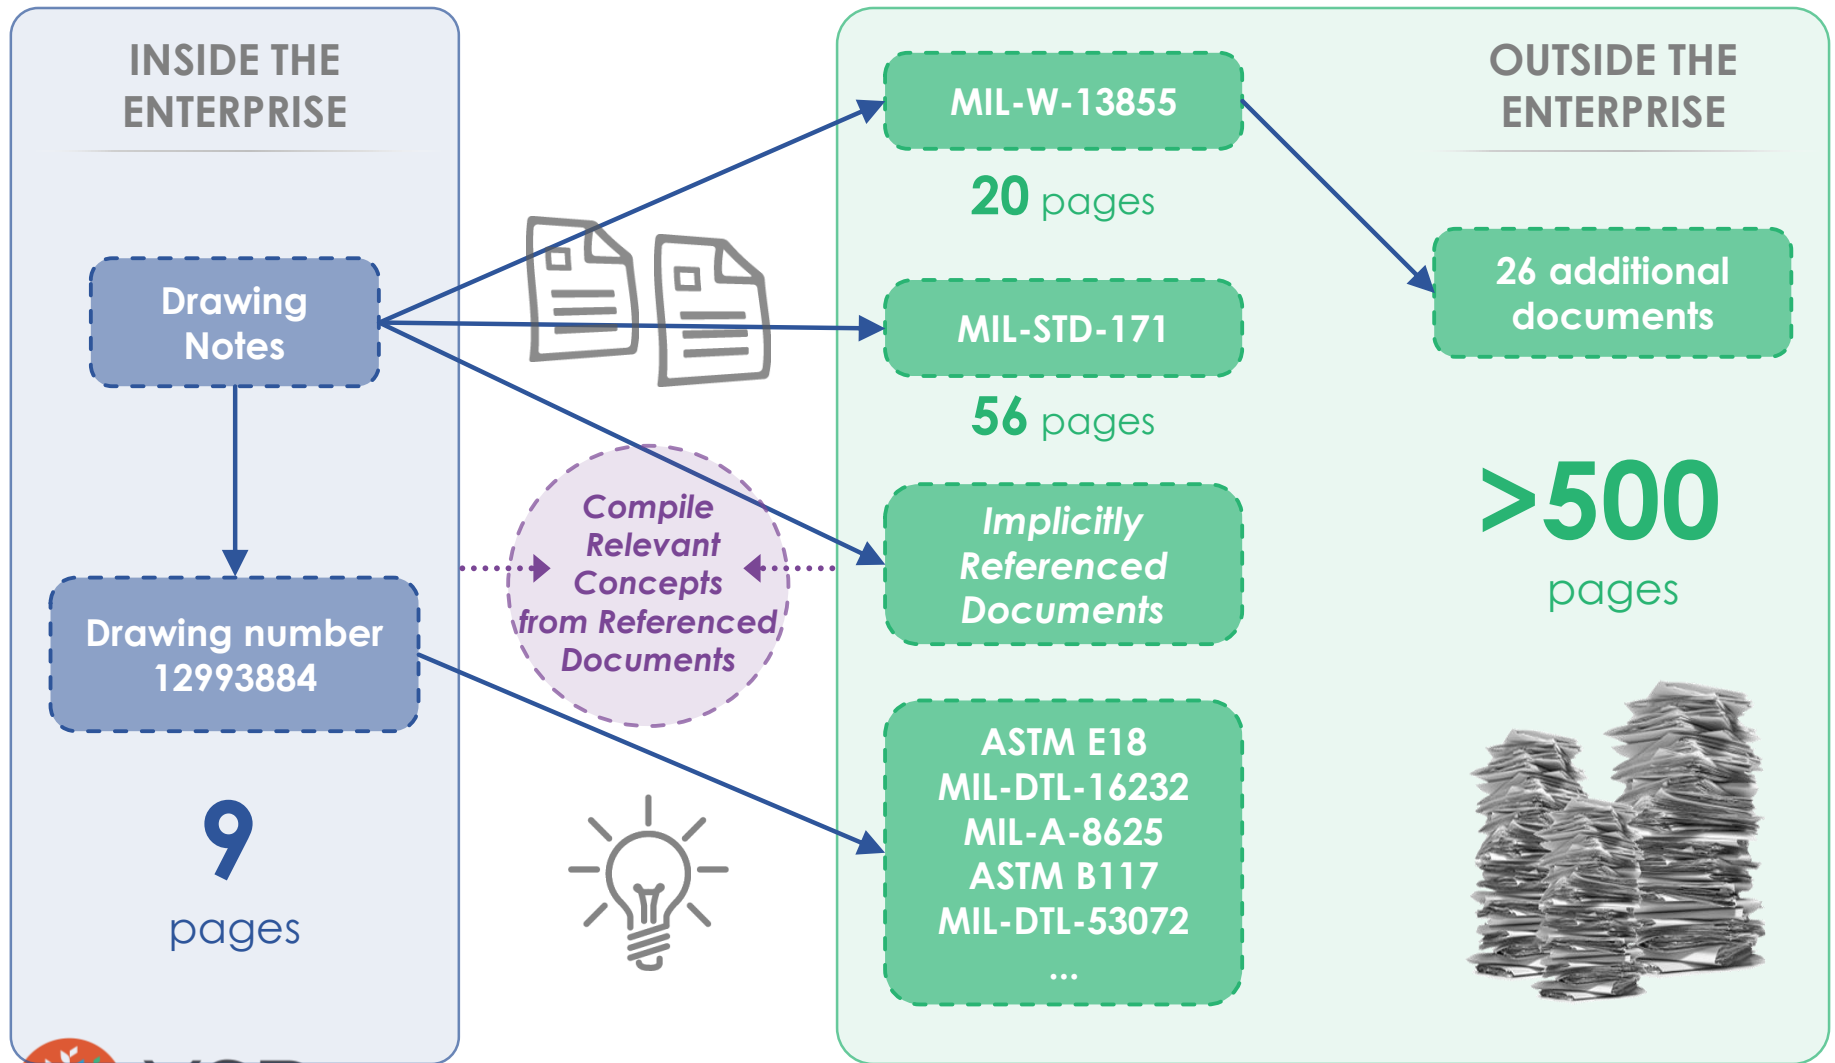 INSIDE THE
ENTERPRISE
Drawing
Notes
Drawing number
12993884
9
pages
Compile
Relevant
Concepts
from Referenced
Documents
OUTSIDE THE
ENTERPRISE
MIL-W-13855
20 pages
MIL-STD-171
56 pages
Implicitly
Referenced
Documents
ASTM E18
MIL-DTL-16232
MIL-A-8625
ASTM B117
MIL-DTL-53072
...
26 additional
documents
>500
pages